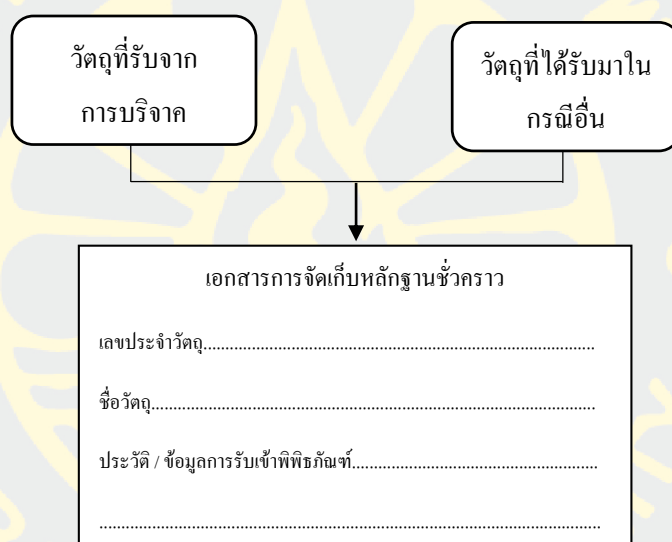 วัตถุที่รับจาก
การบริจาค
วัตถุที่ได้รับมาใน
กรณีอื่น
เอกสารการจัดเก็บหลักฐานชั่วคราว
เลขประจำวัตถุ..............................................................................................
ชื่อวัตถุ..........................................................................................................
ประวัติ / ข้อมูลการรับเข้าพิพิธภัณฑ์...........................................................
........................................................................................................................